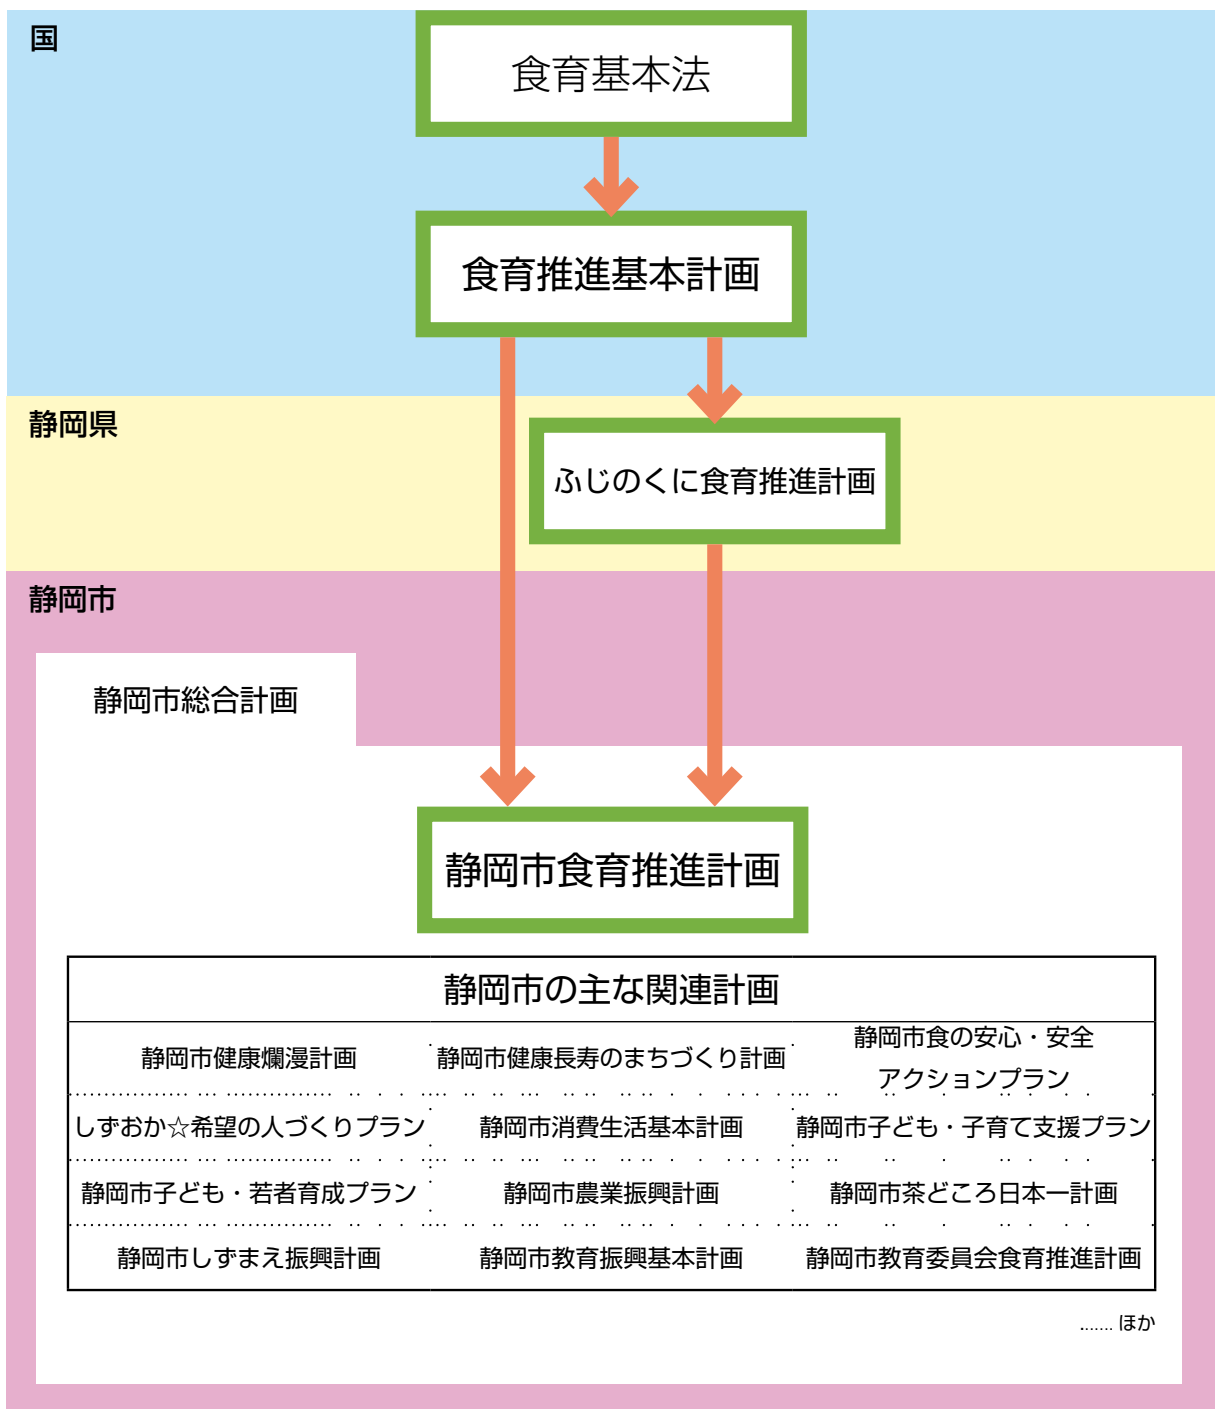 国
食育基本法
食育推進基本計画
静岡県
ふじのくに食育推進計画
静岡市
静岡市総合計画
静岡市食育推進計画
静岡市の主な関連計画
静岡市健康爛漫計画
静岡市健康長寿のまちづくり計画
静岡市食の安心・安全
アクションプラン
しずおか☆希望の人づくりプラン
静岡市消費生活基本計画
静岡市子ども・子育て支援プラン
静岡市子ども・若者育成プラン
静岡市農業振興計画
静岡市茶どころ日本一計画
静岡市しずまえ振興計画
静岡市教育振興基本計画
静岡市教育委員会食育推進計画
....... ほか